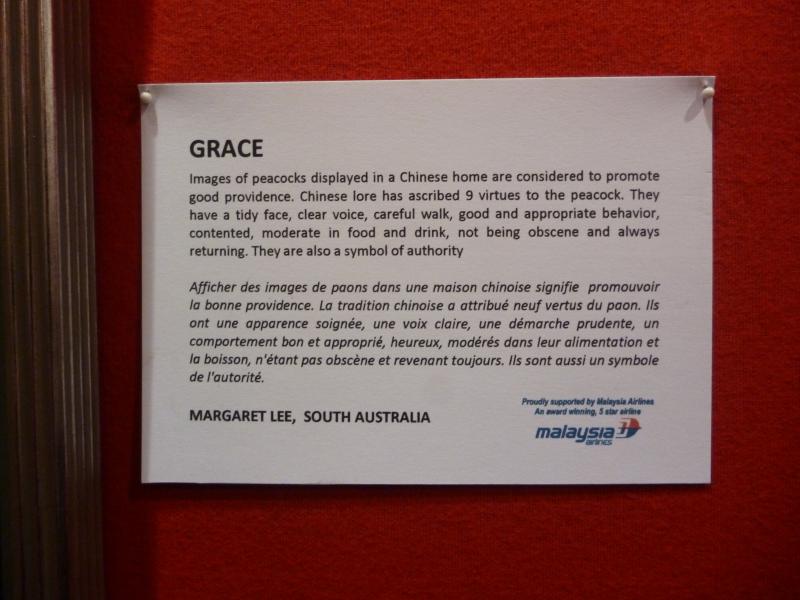 GRACE
Images of peacocks displayed in a Chinese home are considered to promote
good providence. Chinese lore has ascribed 9 virtues to the peacock. They
have a tidy face, clear voice, careful walk, good and appropriate behavior,
contented, moderate in food and drink, not being obscene and always
returning. They are also a symbol of authority
Afficher des images de paons dans une maison chinoise signifie promouvoir
la bonne providence. La tradition chinoise a attribué neuf vertus du paon. Ils
ont une apparence soignée, une voix claire, une démarche prudente, un
comportement bon et approprié, heureux, modérés dans leur alimentation et
la boisson, n'étant pas obscène et revenant toujours. Ils sont aussi un symbole
de l'autorité.
MARGARET LEE, SOUTH AUSTRALIA
Proudly supported by Malaysia Airlines
An award winning, 5 star airline
malaysia
airlines